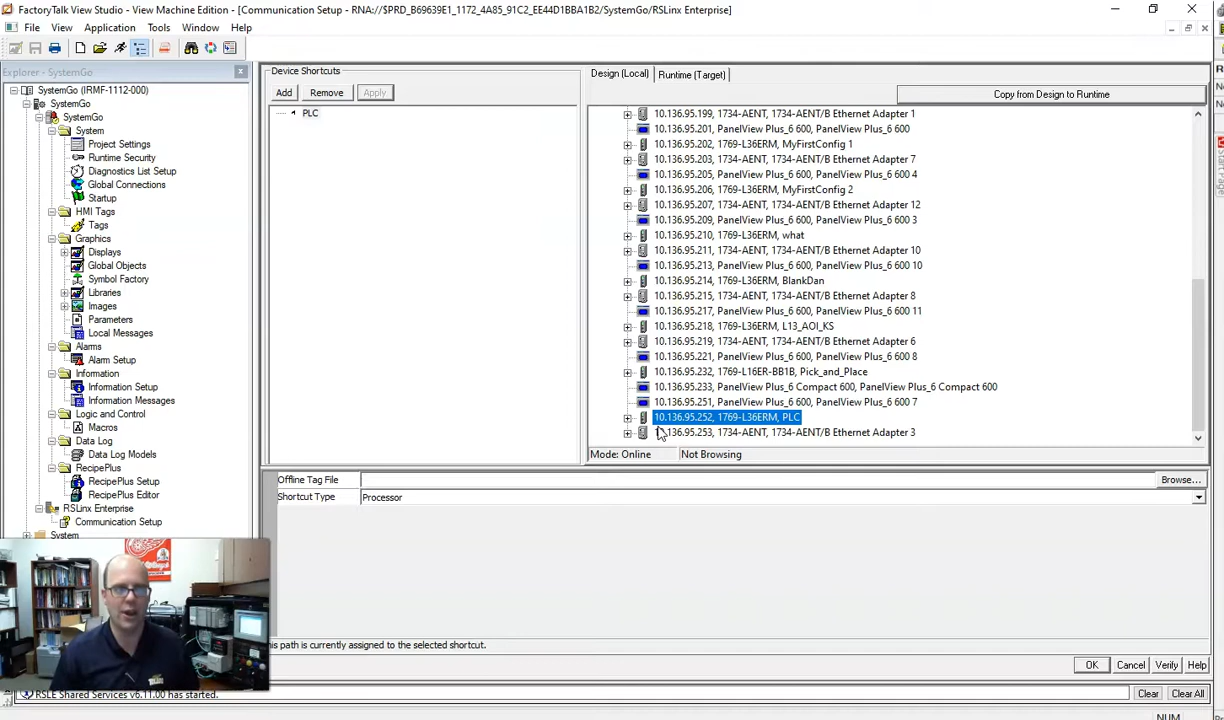 FactoryTalk View Studio - View Machine Edition - [Communication Setup - RNA://$PRD_B69639E1_1172_4A85_91C2_EE44D1BBA1B2/SystemGo/RSLinx Enterprise]
File View Application Tools Window Help
Explorer - SystemGo
SystemGo (IRMF-1112-000)
SystemGo
SystemGo
System
Project Settings
Runtime Security
Diagnostics List Setup
Global Connections
Startup
HMI Tags
Tags
Graphics
Displays
Global Objects
Symbol Factory
Libraries
Images
Parameters
Local Messages
Alarms
Alarm Setup
Information
Information Setup
Information Messages
Logic and Control
Macros
Data Log
Data Log Models
RecipePlus
RecipePlus Setup
RecipePlus Editor
RSLinx Enterprise
Communication Setup
System
Device Shortcuts
Add Remove Apply
PLC
Design (Local) Runtime (Target)
Copy from Design to Runtime
10.136.95.199, 1734-AENT, 1734-AENT/B Ethernet Adapter 1
10.136.95.201, PanelView Plus_6 600, PanelView Plus_6 600
10.136.95.202, 1769-L36ERM, MyFirstConfig 1
10.136.95.203, 1734-AENT, 1734-AENT/B Ethernet Adapter 7
10.136.95.205, PanelView Plus_6 600, PanelView Plus_6 600 4
10.136.95.206, 1769-L36ERM, MyFirstConfig 2
10.136.95.207, 1734-AENT, 1734-AENT/B Ethernet Adapter 12
10.136.95.209, PanelView Plus_6 600, PanelView Plus_6 600 3
10.136.95.210, 1769-L36ERM, what
10.136.95.211, 1734-AENT, 1734-AENT/B Ethernet Adapter 10
10.136.95.213, PanelView Plus_6 600, PanelView Plus_6 600 10
10.136.95.214, 1769-L36ERM, BlankDan
10.136.95.215, 1734-AENT, 1734-AENT/B Ethernet Adapter 8
10.136.95.217, PanelView Plus_6 600, PanelView Plus_6 600 11
10.136.95.218, 1769-L36ERM, L13_AOI_KS
10.136.95.219, 1734-AENT, 1734-AENT/B Ethernet Adapter 6
10.136.95.221, PanelView Plus_6 600, PanelView Plus_6 600 8
10.136.95.232, 1769-L16ER-BB1B, Pick_and_Place
10.136.95.233, PanelView Plus_6 Compact 600, PanelView Plus_6 Compact 600
10.136.95.251, PanelView Plus_6 600, PanelView Plus_6 600 7
10.136.95.252, 1769-L36ERM, PLC
.136.95.253, 1734-AENT, 1734-AENT/B Ethernet Adapter 3
Mode: Online Not Browsing
Offline Tag File Browse...
Shortcut Type Processor
his path is currently assigned to the selected shortcut.
OK Cancel Verify Help
RSLE Shared Services v6.11.00 has started.
Clear Clear All
NUM
Start Page